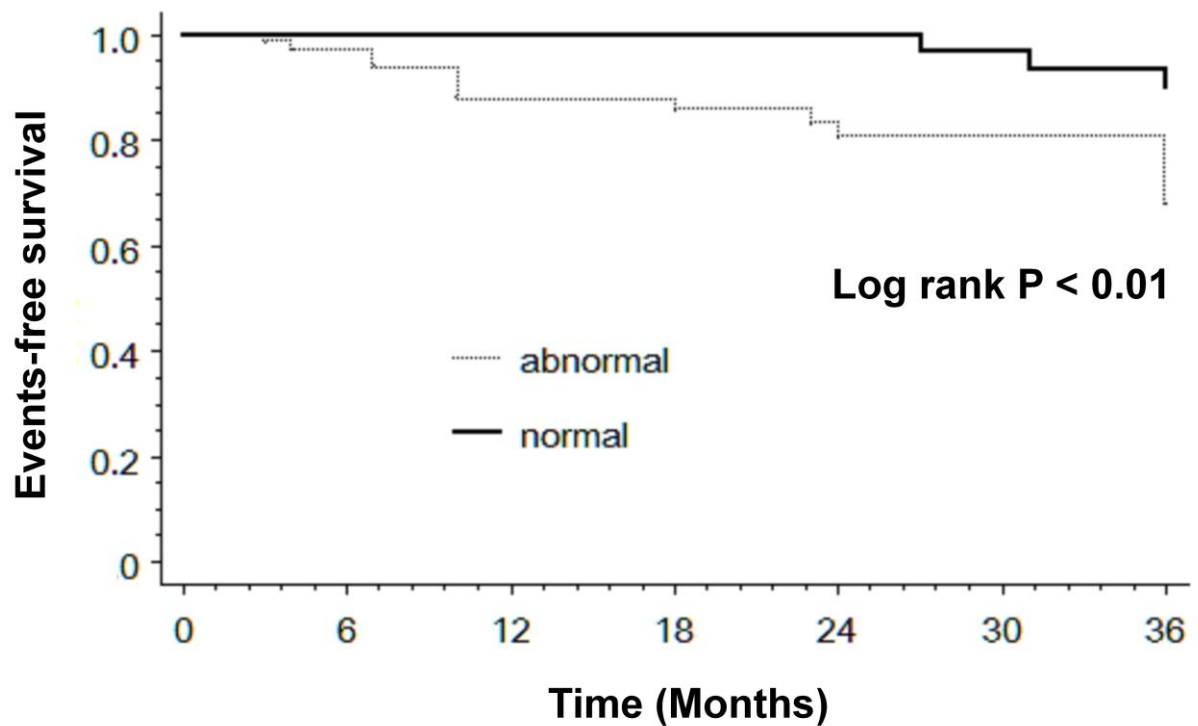 Events-free survival
1.0
0.8
0.6
0.4
0.2
0
Log rank P < 0.01
abnormal
normal
0 6 12 18 24 30 36
Time (Months)